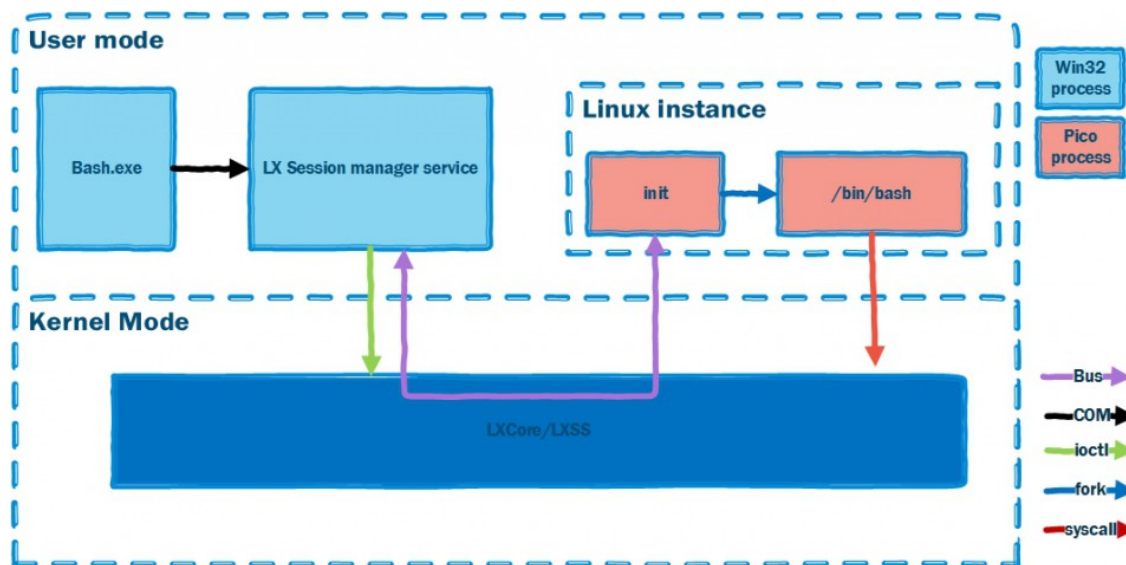 User mode
Bash.exe
LX Session manager service
Linux instance
init
/bin/bash
Win32
process
Pico
process
Kernel Mode
LXCore/LXSS
Bus
COM
ioctl
fork
syscall